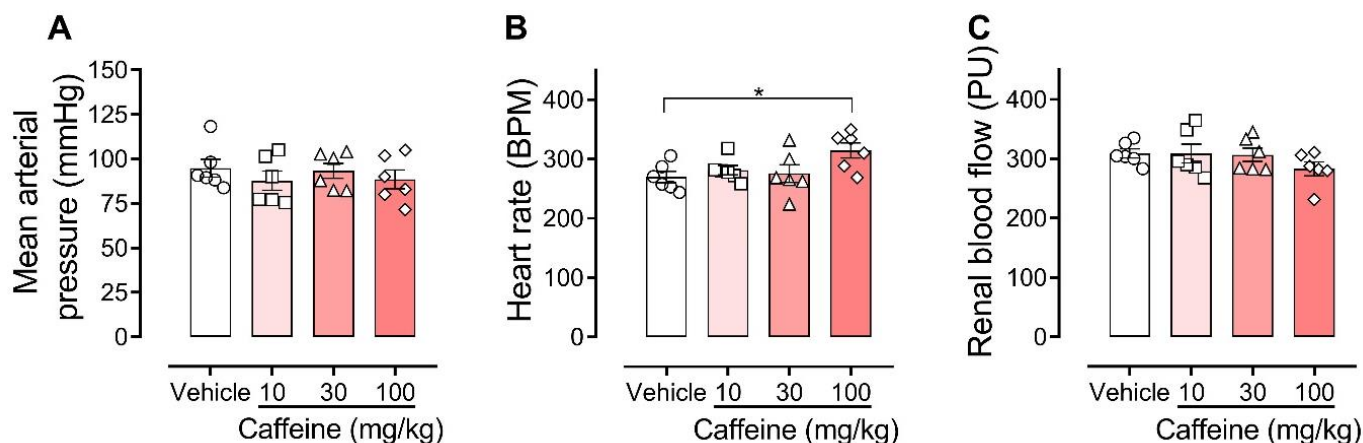 A
Mean arterial
pressure (mmHg)
150
125
100
75
50
25
0
Vehicle 10 30 100
Caffeine (mg/kg)
B
Heart rate (BPM)
400
300
200
100
0
*
Vehicle 10 30 100
Caffeine (mg/kg)
C
Renal blood flow (PU)
400
300
200
100
0
Vehicle 10 30 100
Caffeine (mg/kg)